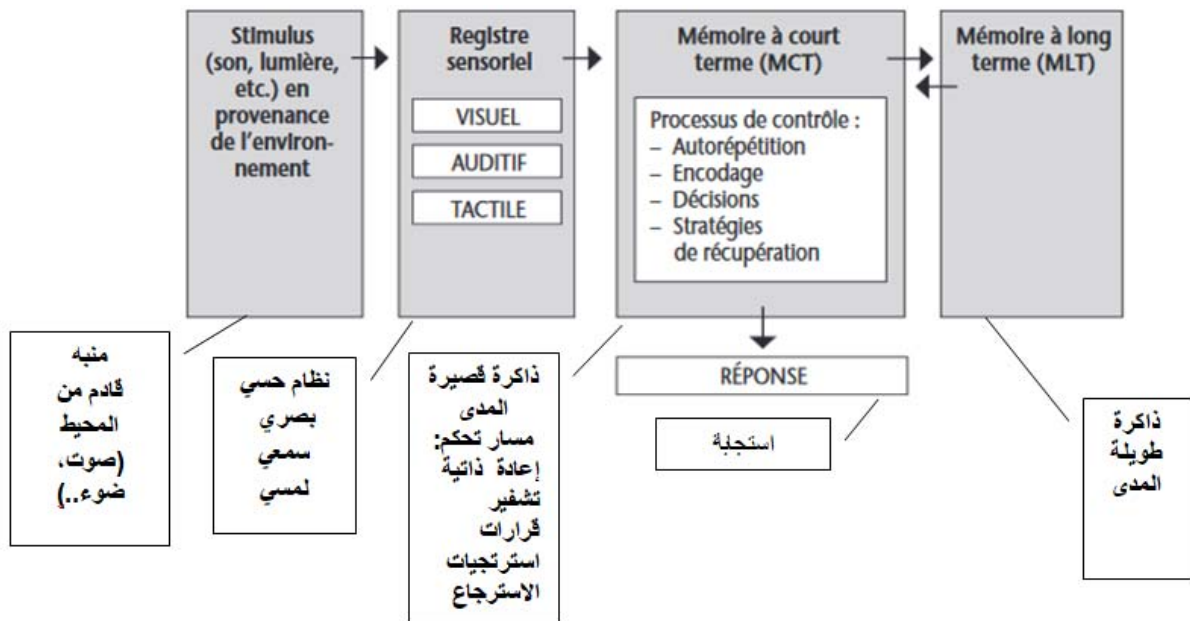 Stimulus
(son, lumière,
etc.) en
provenance
de l'environ-
nement
Registre
sensoriel
VISUEL
AUDITIF
TACTILE
Mémoire à court
terme (MCT)
Processus de contrôle :
– Autorépétition
– Encodage
– Décisions
– Stratégies
de récupération
Mémoire à long
terme (MLT)
RÉPONSE
منبه
قادم من
المحيط
(صوت،
ضوء..)
نظام حسي
بصري
سمعي
لمسي
ذاكرة قصيرة
المدى
مسار تحكم:
إعادة ذاتية
تشفير
قرارات
استرتجيات
الاسترجاع
استجابة
ذاكرة
طويلة
المدى